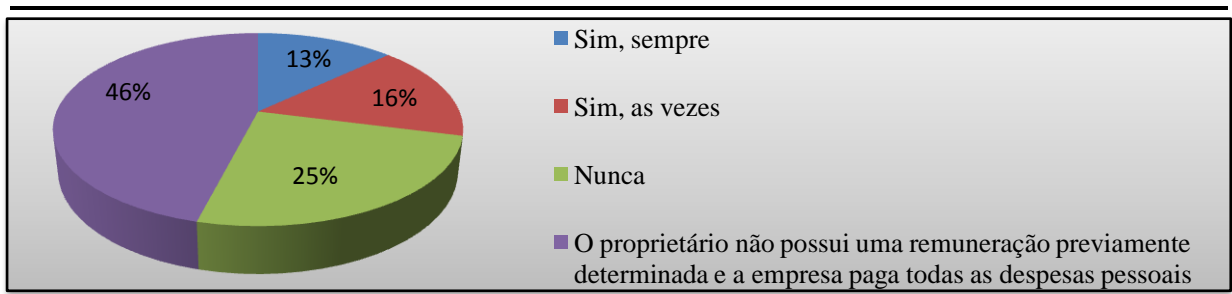 13%
16%
25%
46%
Sim, sempre
Sim, as vezes
Nunca
O proprietário não possui uma remuneração previamente
determinada e a empresa paga todas as despesas pessoais